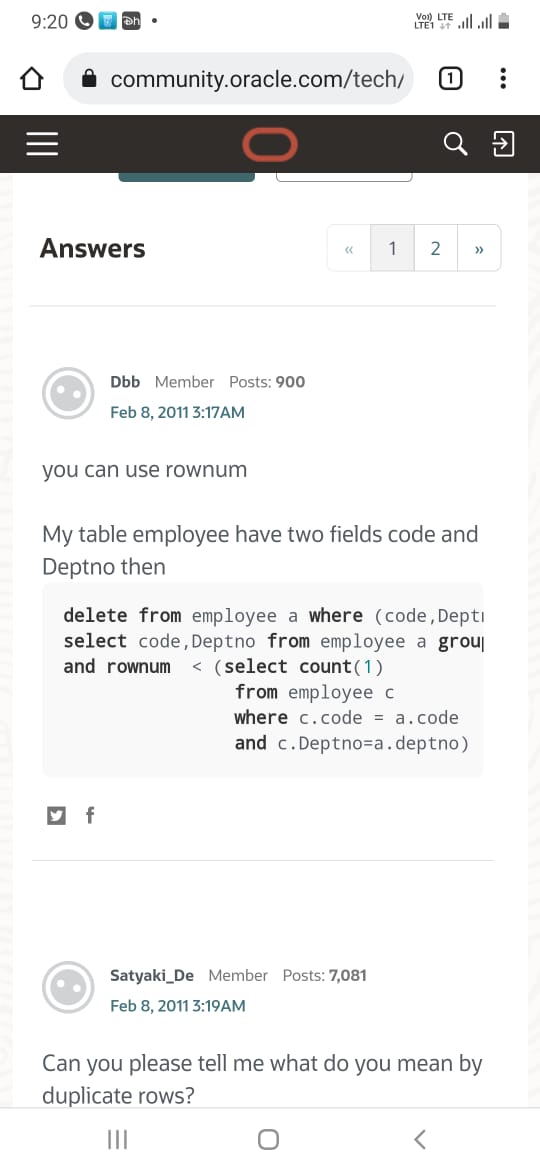 9:20
Vo) LTE
LTE1
community.oracle.com/tech/
1
Answers
« 1 2 »
Dbb Member Posts: 900
Feb 8, 2011 3:17AM
you can use rownum
My table employee have two fields code and
Deptno then
delete from employee a where (code,Dept
select code,Deptno from employee a grou
and rownum < (select count(1)
from employee c
where c.code = a.code
and c.Deptno=a.deptno)
f
Satyaki_De Member Posts: 7,081
Feb 8, 2011 3:19AM
Can you please tell me what do you mean by
duplicate rows?